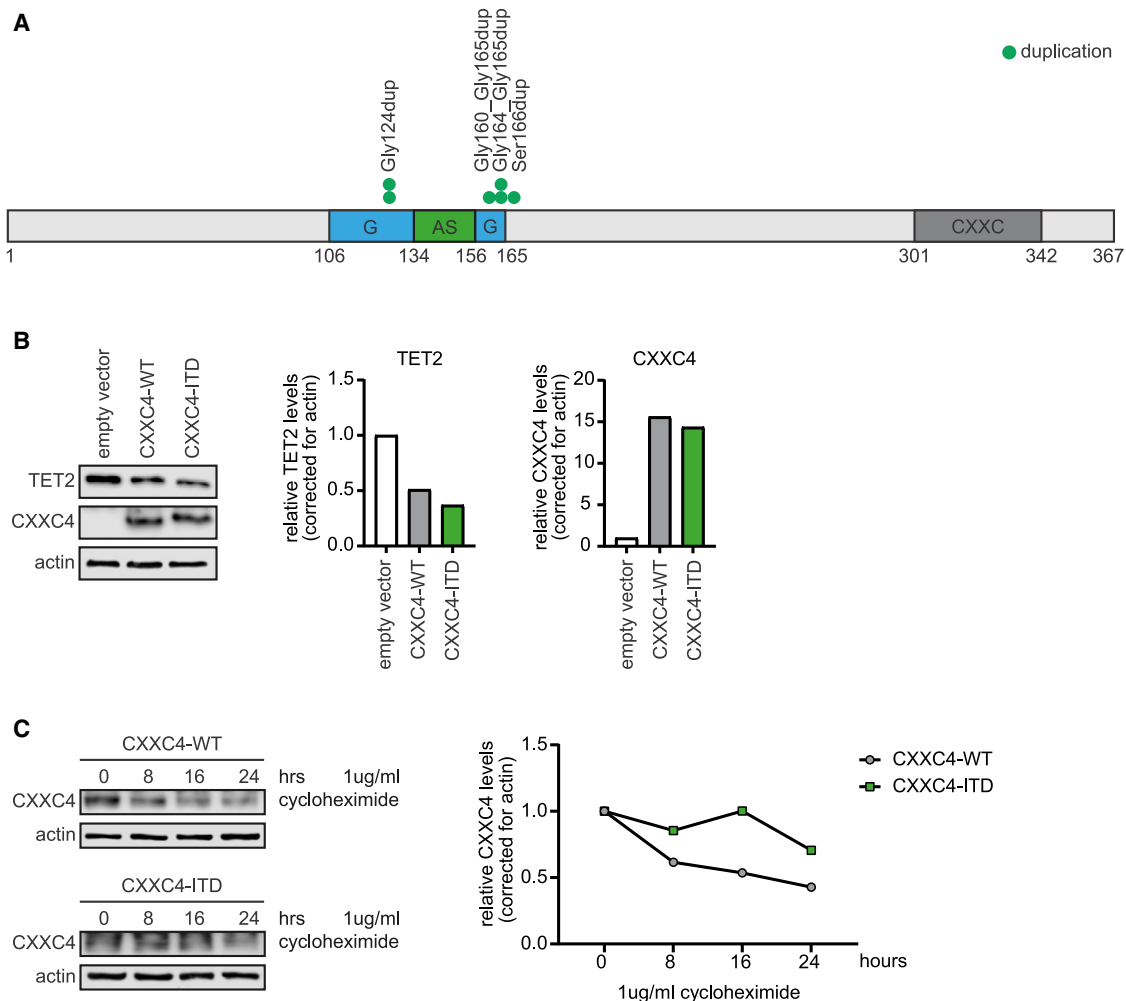 A
duplication
Gly124dup
Gly160_Gly165dup
Gly164_Gly165dup
Ser166dup
G AS G CXXC
1 106 134 156 165 301 342 367
B
empty vector
CXXC4-WT
CXXC4-ITD
TET2
CXXC4
actin
TET2
relative TET2 levels
(corrected for actin)
1.5
1.0
0.5
0.0
empty vector
CXXC4-WT
CXXC4-ITD
CXXC4
relative CXXC4 levels
(corrected for actin)
20
15
10
5
0
empty vector
CXXC4-WT
CXXC4-ITD
C
CXXC4-WT
0 8 16 24 hrs 1ug/ml
CXXC4 cycloheximide
actin
CXXC4-ITD
0 8 16 24 hrs 1ug/ml
CXXC4 cycloheximide
actin
relative CXXC4 levels
(corrected for actin)
1.5
1.0
0.5
0.0
0 8 16 24 hours
1ug/ml cycloheximide
CXXC4-WT
CXXC4-ITD